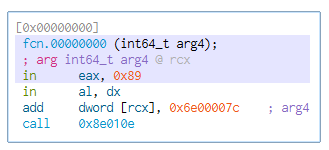 [0x00000000]
fcn.00000000 (int64_t arg4);
; arg int64_t arg4 @ rcx
in eax, 0x89
in al, dx
add dword [rcx], 0x6e00007c ; arg4
call 0x8e010e